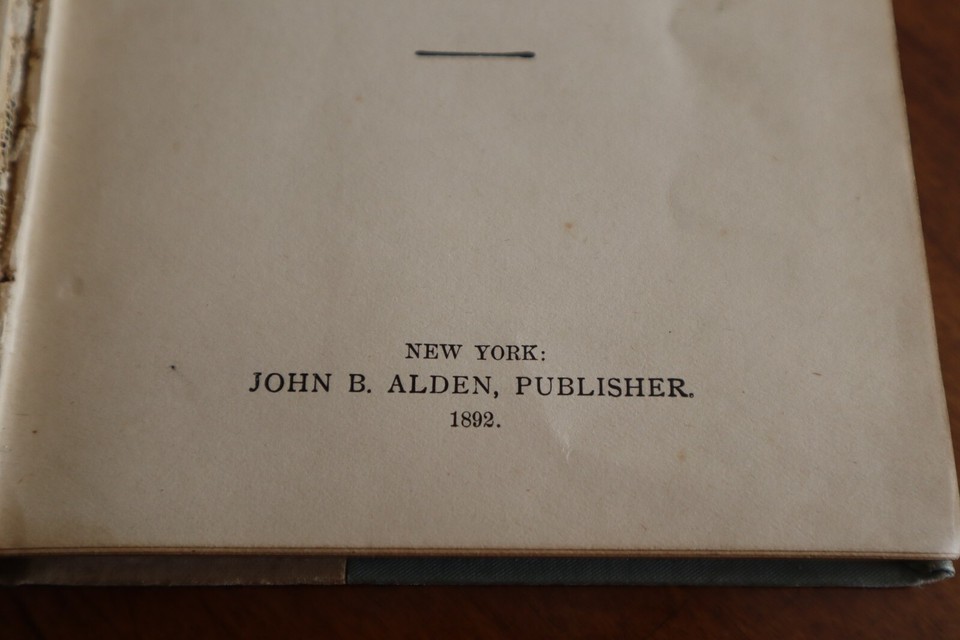 NEW YORK:
JOHN B. ALDEN, PUBLISHER.
1892.